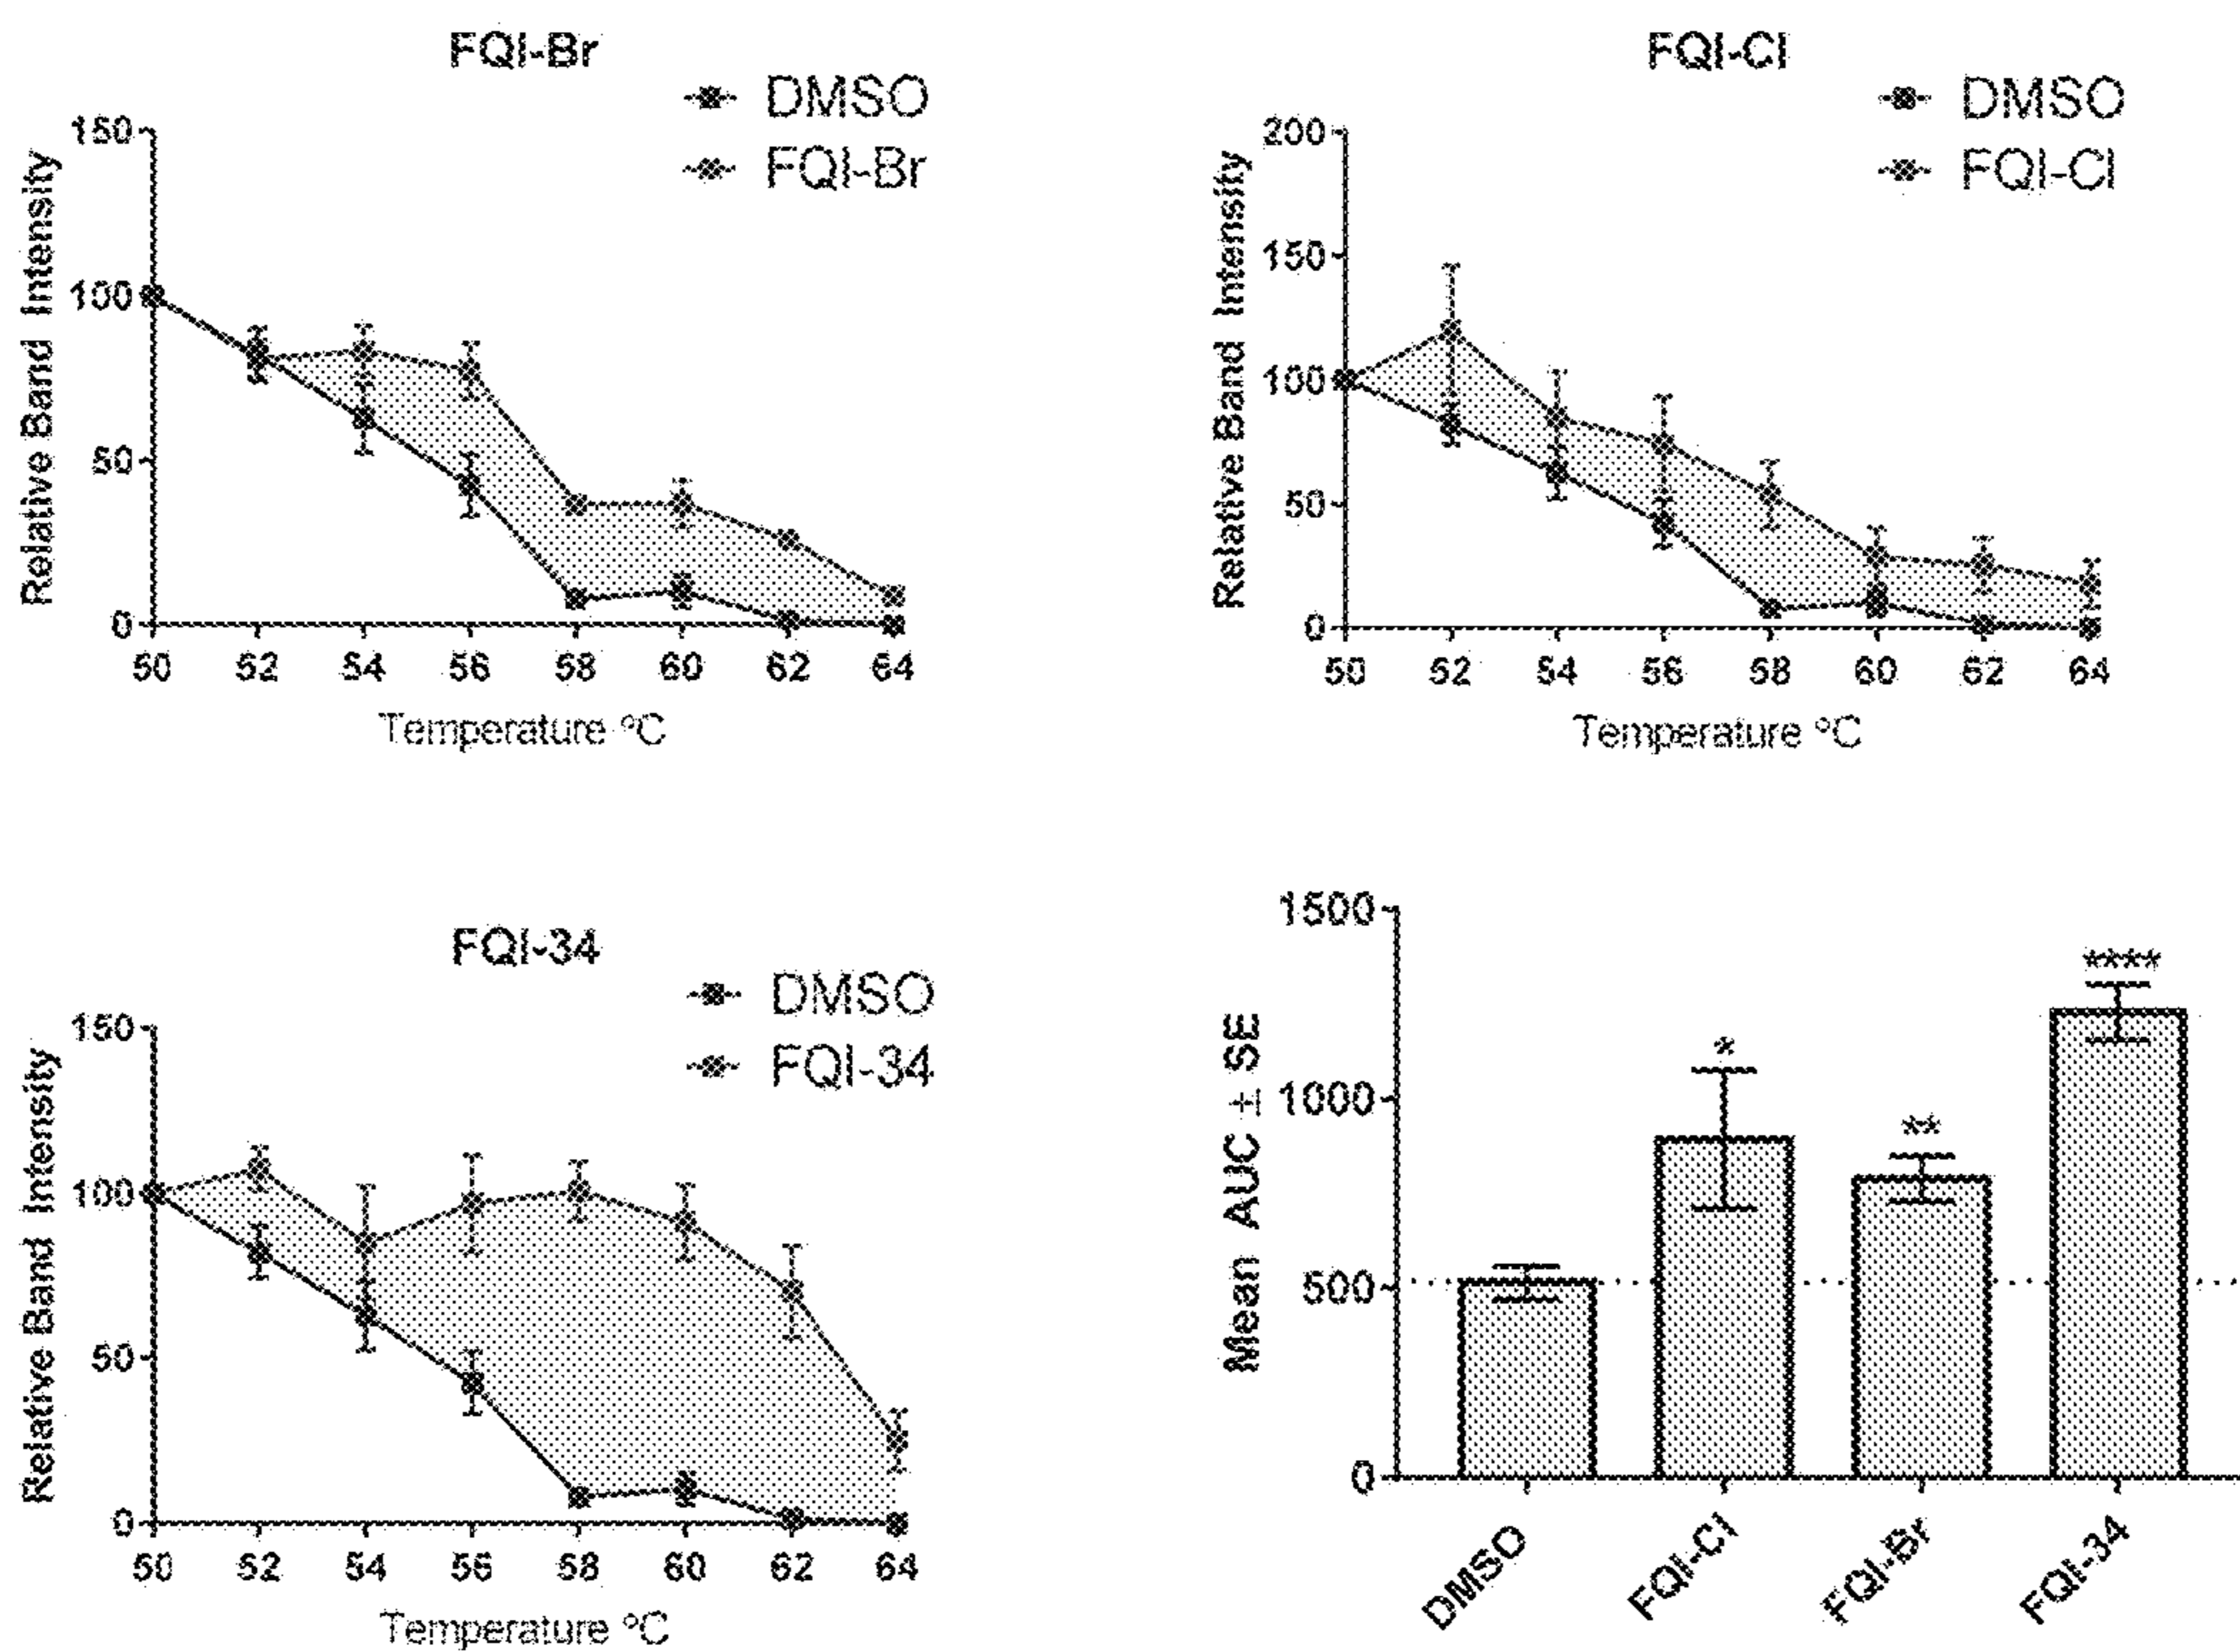 FQI-Br
DMSO
FQI-Br
150
100
50
0
Relative Band Intensity
50 52 54 56 58 60 62 64
Temperature ºC
FQI-Cl
DMSO
FQI-Cl
200
150
100
50
0
Relative Band Intensity
50 52 54 56 58 60 62 64
Temperature ºC
FQI-34
DMSO
FQI-34
150
100
50
0
Relative Band Intensity
50 52 54 56 58 60 62 64
Temperature ºC
1500
1000
500
0
Mean AUC ± SE
*
**
****
DMSO
FQI-Cl
FQI-Br
FQI-34